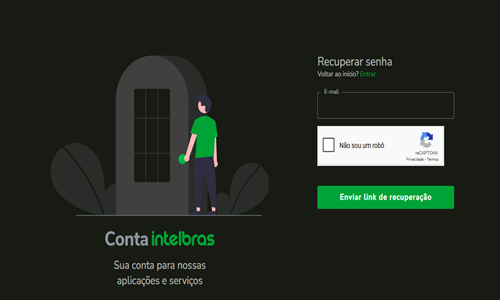 Recuperar senha
Voltar ao início? Entrar
E-mail
Não sou um robô
reCAPTCHA
Privacidade - Termos
Enviar link de recuperação
Conta intelbras
Sua conta para nossas
aplicações e serviços